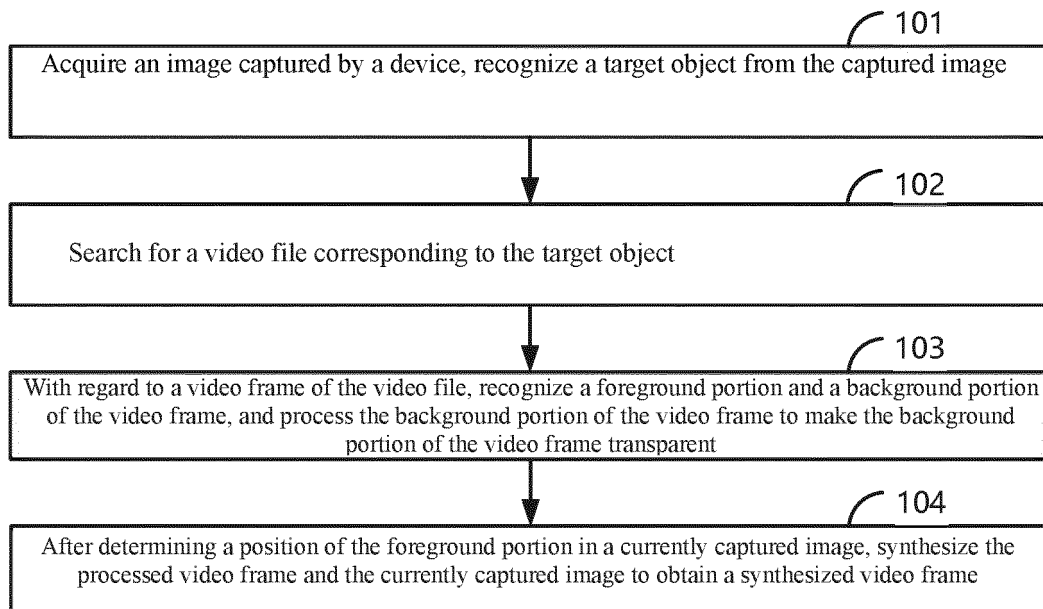 101
Acquire an image captured by a device, recognize a target object from the captured image
102
Search for a video file corresponding to the target object
103
With regard to a video frame of the video file, recognize a foreground portion and a background portion
of the video frame, and process the background portion of the video frame to make the background
portion of the video frame transparent
104
After determining a position of the foreground portion in a currently captured image, synthesize the
processed video frame and the currently captured image to obtain a synthesized video frame